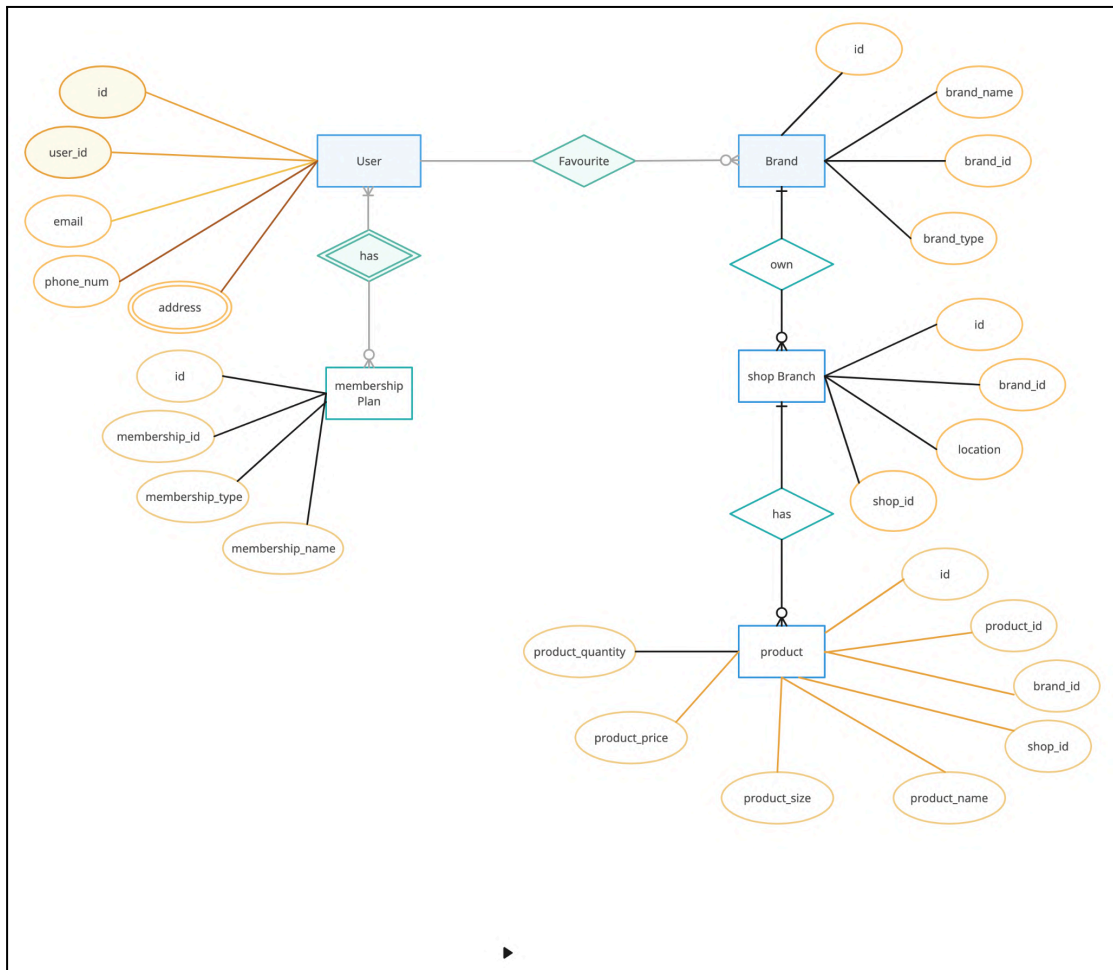 id
brand_name
id
User
Favourite
Brand
user_id
brand_id
email
brand_type
has
own
phone_num
address
id
id
membership
Plan
shop Branch
brand_id
membership_id
location
membership_type
shop_id
has
membership_name
id
product_id
product_quantity
product
brand_id
product_price
shop_id
product_size
product_name